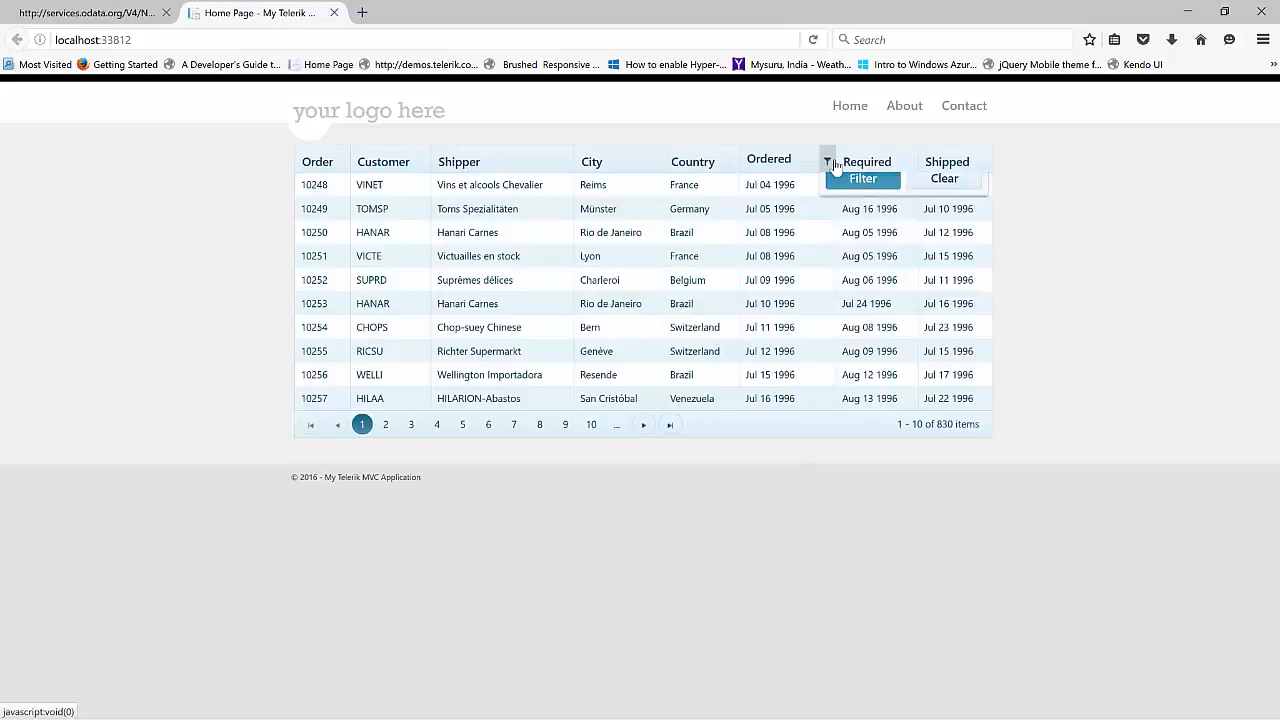 http://services.odata.org/V4/N... Home Page - My Telerik ...
localhost:33812 Search
Most Visited Getting Started A Developer's Guide t... Home Page http://demos.telerik.co... Brushed Responsive ... How to enable Hyper-... Mysuru, India - Weath... Intro to Windows Azur... jQuery Mobile theme f... Kendo UI
your logo here Home About Contact
Order Customer Shipper City Country Ordered Required Shipped
10248 VINET Vins et alcools Chevalier Reims France Jul 04 1996 Filter Clear
10249 TOMSP Toms Spezialitäten Münster Germany Jul 05 1996 Aug 16 1996 Jul 10 1996
10250 HANAR Hanari Carnes Rio de Janeiro Brazil Jul 08 1996 Aug 05 1996 Jul 12 1996
10251 VICTE Victuailles en stock Lyon France Jul 08 1996 Aug 05 1996 Jul 15 1996
10252 SUPRD Suprêmes délices Charleroi Belgium Jul 09 1996 Aug 06 1996 Jul 11 1996
10253 HANAR Hanari Carnes Rio de Janeiro Brazil Jul 10 1996 Jul 24 1996 Jul 16 1996
10254 CHOPS Chop-suey Chinese Bern Switzerland Jul 11 1996 Aug 08 1996 Jul 23 1996
10255 RICSU Richter Supermarkt Genève Switzerland Jul 12 1996 Aug 09 1996 Jul 15 1996
10256 WELLI Wellington Importadora Resende Brazil Jul 15 1996 Aug 12 1996 Jul 17 1996
10257 HILAA HILARION-Abastos San Cristóbal Venezuela Jul 16 1996 Aug 13 1996 Jul 22 1996
1 2 3 4 5 6 7 8 9 10 ... 1 - 10 of 830 items
© 2016 - My Telerik MVC Application
javascript:void(0)